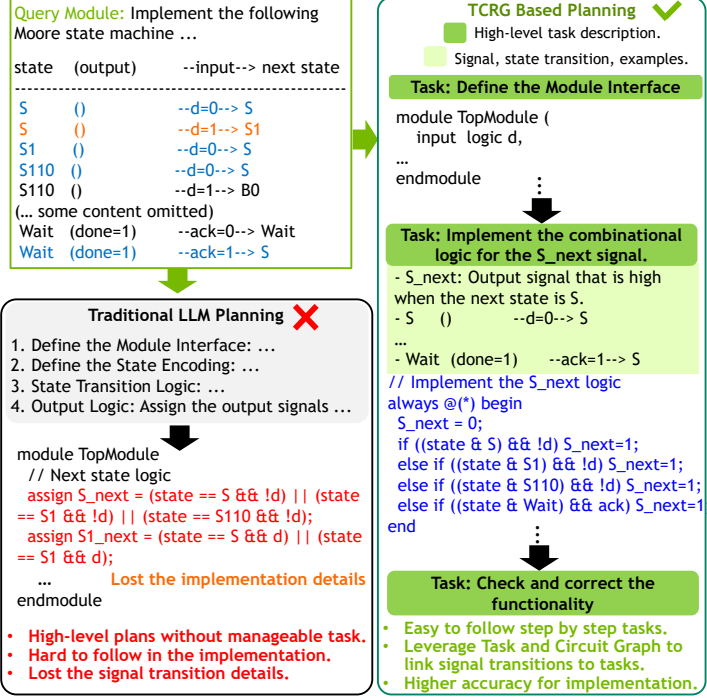 Query Module: Implement the following
Moore state machine ...
state (output) --input--> next state
------------------------------------------------
S () --d=0--> S
S () --d=1--> S1
S1 () --d=0--> S
S110 () --d=0--> S
S110 () --d=1--> B0
(... some content omitted)
Wait (done=1) --ack=0--> Wait
Wait (done=1) --ack=1--> S
Traditional LLM Planning
1. Define the Module Interface: ...
2. Define the State Encoding: ...
3. State Transition Logic: ...
4. Output Logic: Assign the output signals ...
module TopModule
// Next state logic
assign S_next = (state == S && !d) || (state
== S1 && !d) || (state == S110 && !d);
assign S1_next = (state == S && d) || (state
== S1 && d);
...
Lost the implementation details
endmodule
• High-level plans without manageable task.
• Hard to follow in the implementation.
• Lost the signal transition details.
TCRG Based Planning
High-level task description.
Signal, state transition, examples.
Task: Define the Module Interface
module TopModule (
input logic d,
...
endmodule
...
Task: Implement the combinational
logic for the S_next signal.
- S_next: Output signal that is high
when the next state is S.
- S () --d=0--> S
...
- Wait (done=1) --ack=1--> S
// Implement the S_next logic
always @(*) begin
S_next = 0;
if ((state & S) && !d) S_next=1;
else if ((state & S1) && !d) S_next=1;
else if ((state & S110) && !d) S_next=1;
else if ((state & Wait) && ack) S_next=1
end
...
Task: Check and correct the
functionality
• Easy to follow step by step tasks.
• Leverage Task and Circuit Graph to
link signal transitions to tasks.
• Higher accuracy for implementation.